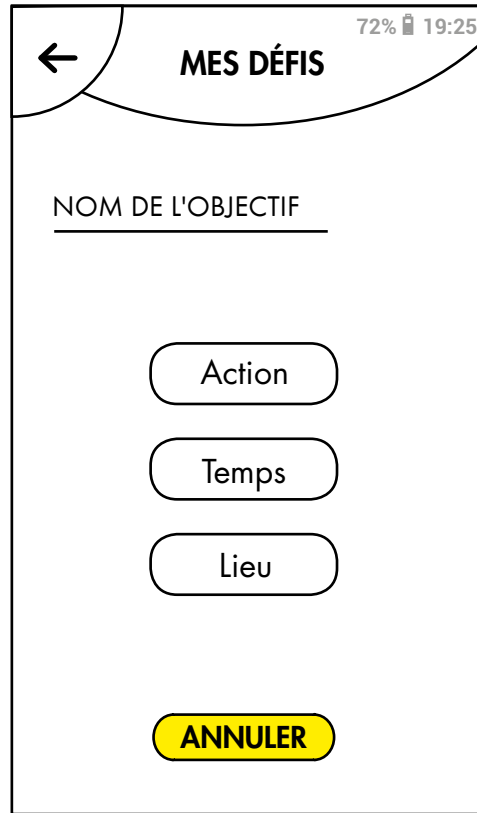 72% 19:25
MES DÉFIS
NOM DE L'OBJECTIF
Action
Temps
Lieu
ANNULER